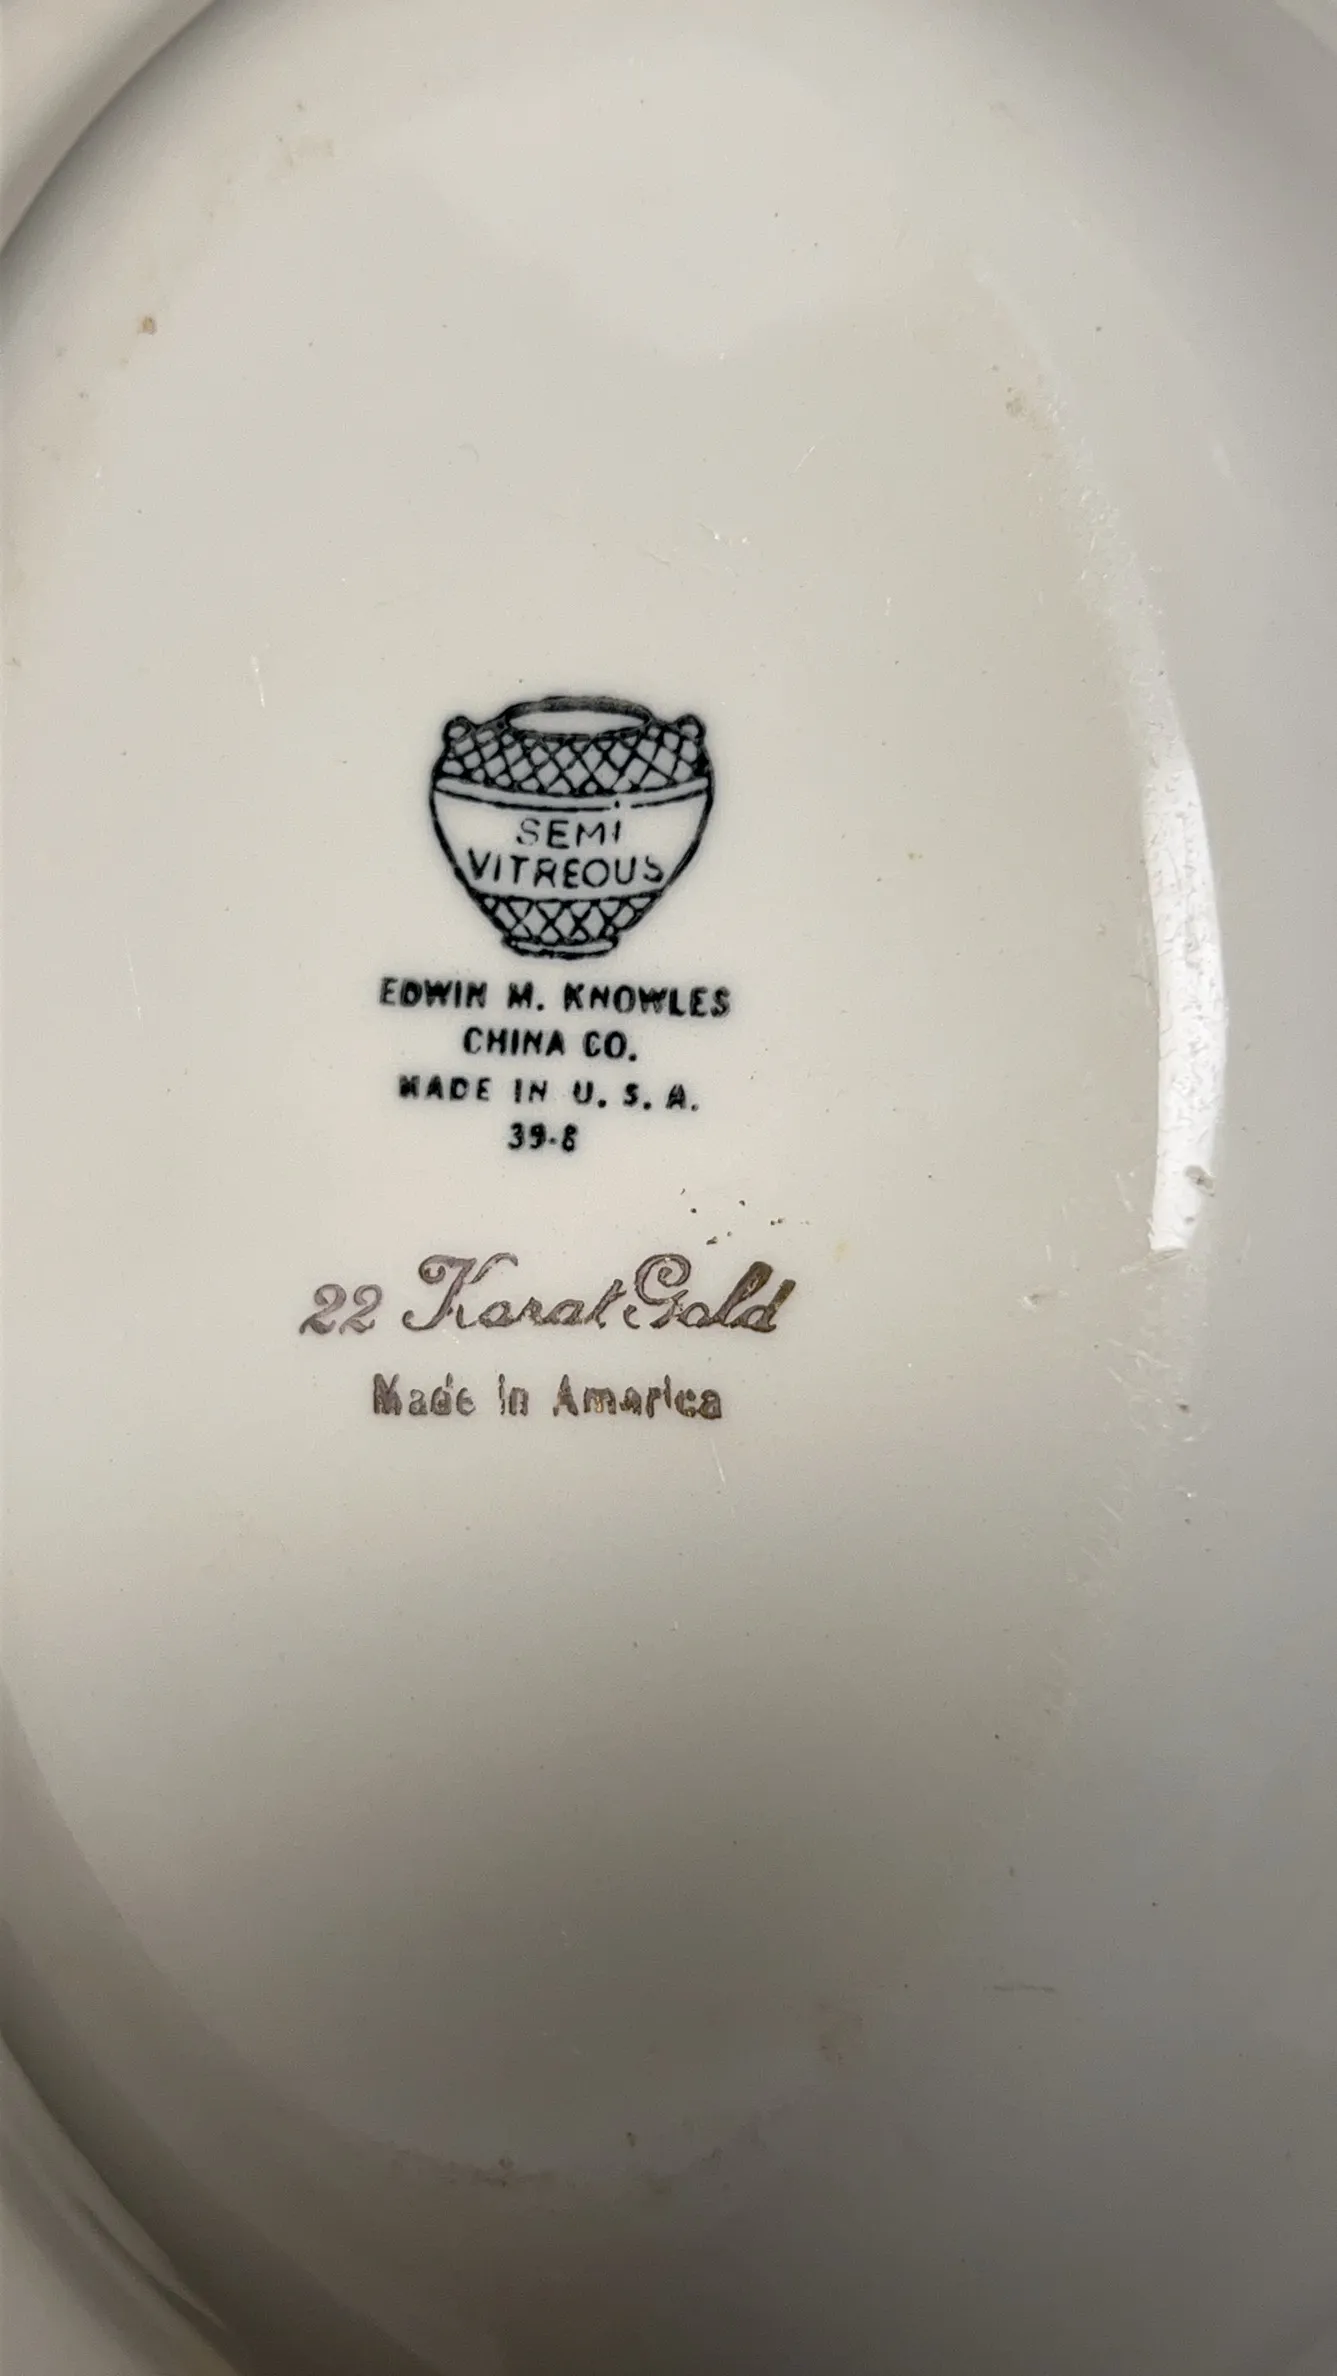 SEMI
VITREOUS
EDWIN M. KNOWLES
CHINA CO.
MADE IN U. S. A.
39-8
22 Karat Gold
Made in America